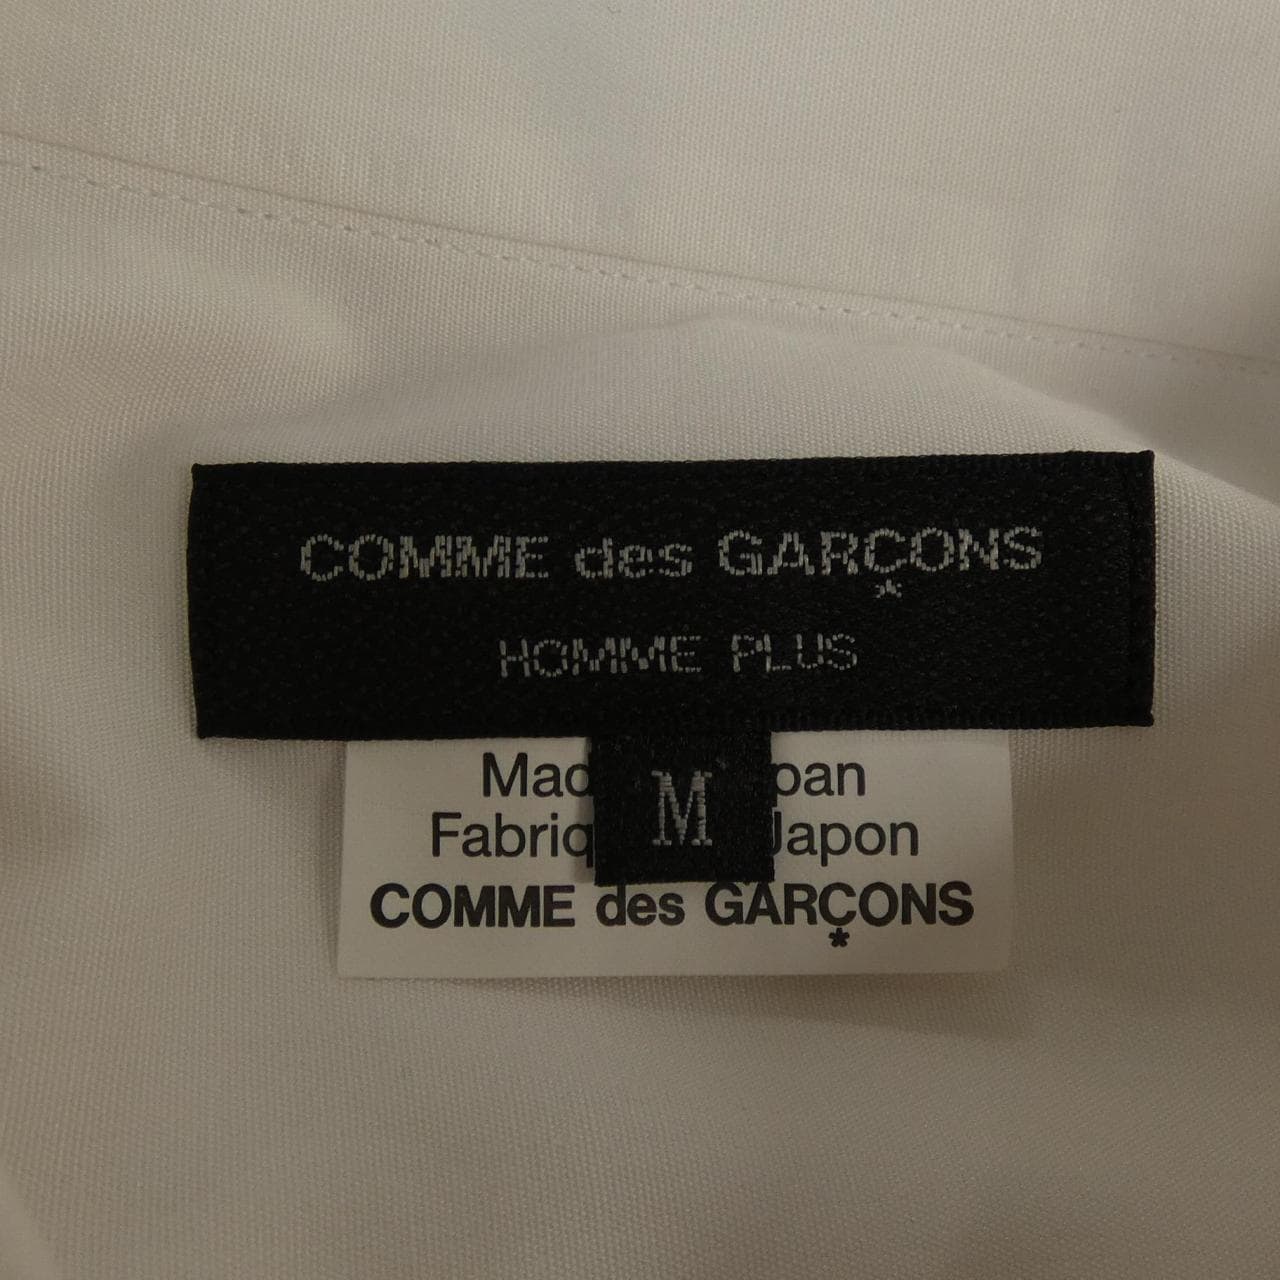 COMME des GARÇONS
*
HOMME PLUS
M
Mad pan
Fabriq Japon
COMME des GARÇONS
*